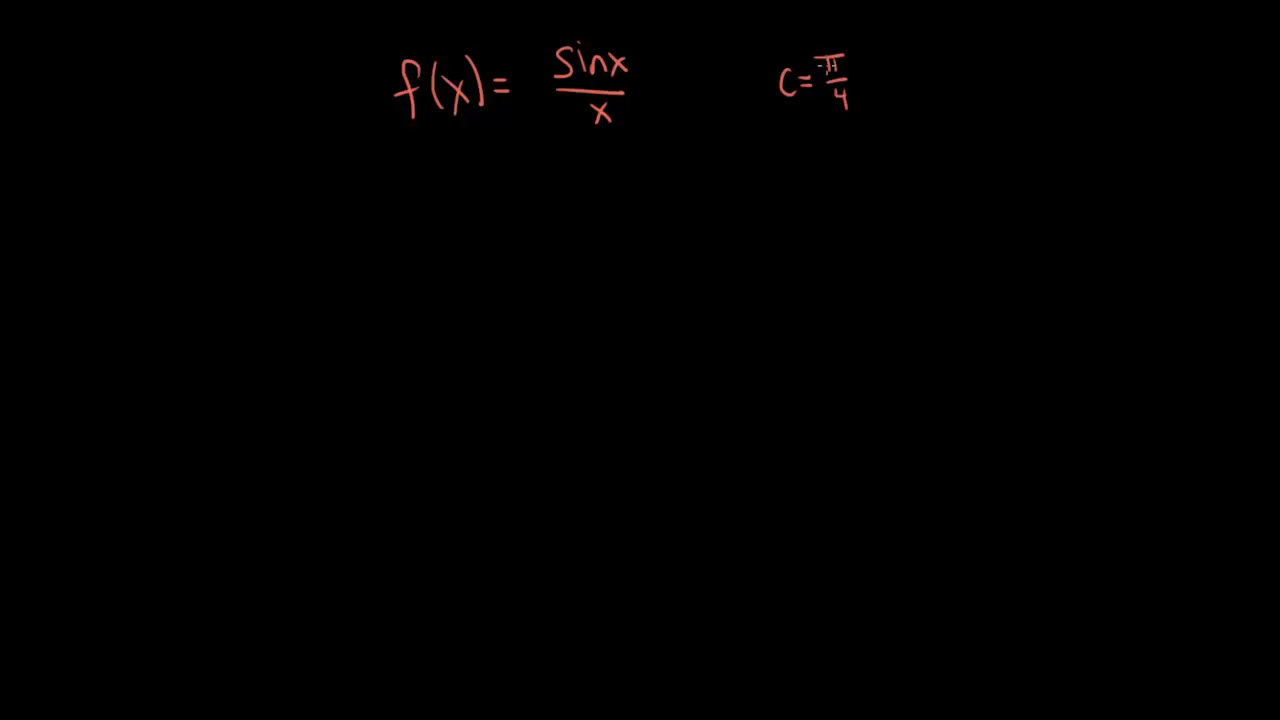 f(x) = sinx/x
c = π/4